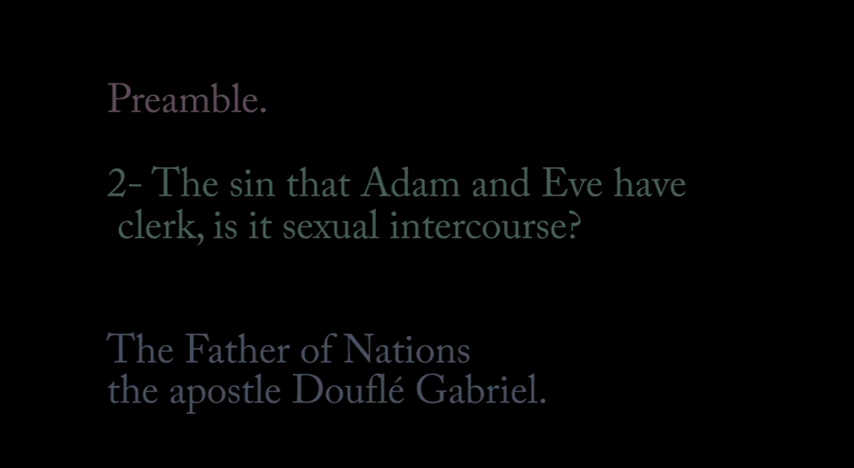 Preamble.
2- The sin that Adam and Eve have
clerk, is it sexual intercourse?
The Father of Nations
the apostle Douflé Gabriel.